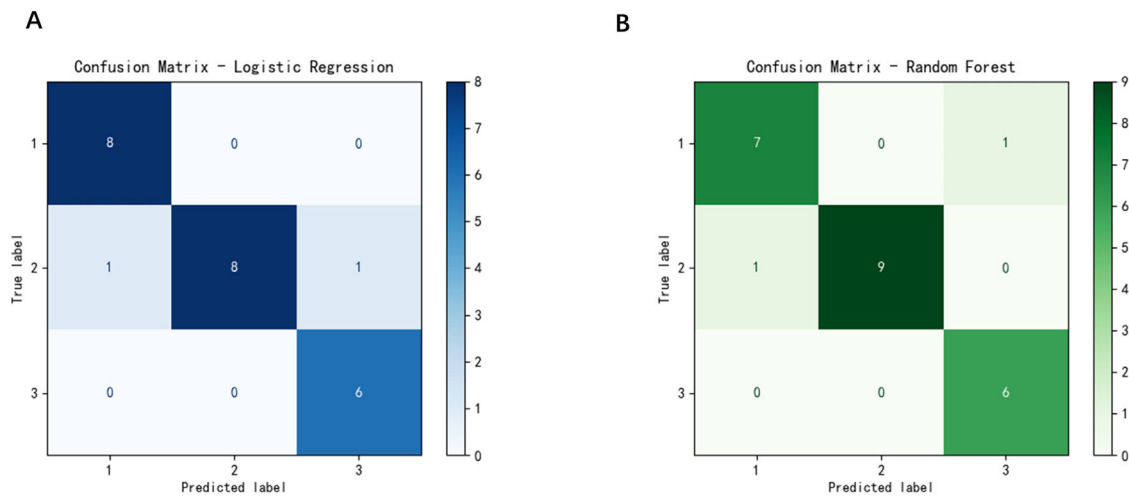 A
Confusion Matrix - Logistic Regression
True label
1
2
3
8 0 0
1 8 1
0 0 6
1 2 3
Predicted label
8
7
6
5
4
3
2
1
0
B
Confusion Matrix - Random Forest
True label
1
2
3
7 0 1
1 9 0
0 0 6
1 2 3
Predicted label
9
8
7
6
5
4
3
2
1
0